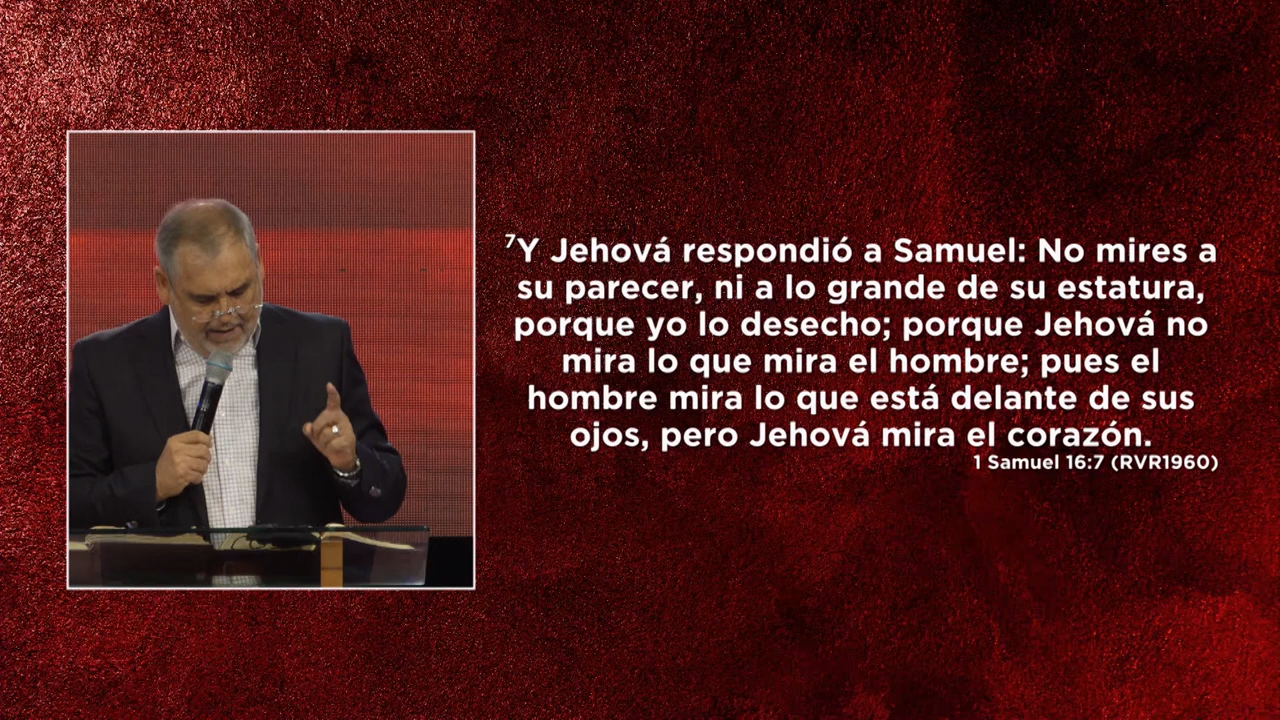 ⁷Y Jehová respondió a Samuel: No mires a
su parecer, ni a lo grande de su estatura,
porque yo lo desecho; porque Jehová no
mira lo que mira el hombre; pues el
hombre mira lo que está delante de sus
ojos, pero Jehová mira el corazón.
1 Samuel 16:7 (RVR1960)